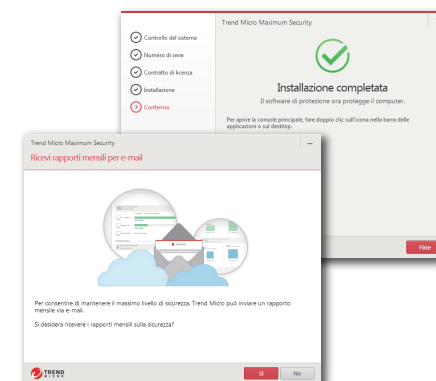 Trend Micro Maximum Security
Controllo del sistema
Numero di serie
Contratto di licenza
Installazione
Conferma
Installazione completata
Il software di protezione ora protegge il computer.
Per aprire la console principale, fare doppio clic sull'icona nella barra delle
applicazioni o sul desktop.
Fine
Trend Micro Maximum Security
Ricevi rapporti mensili per e-mail
Per consentire di mantenere il massimo livello di sicurezza, Trend Micro può inviare un rapporto
mensile via e-mail.
Si desidera ricevere i rapporti mensili sulla sicurezza?
TREND
MICRO
Sì
No